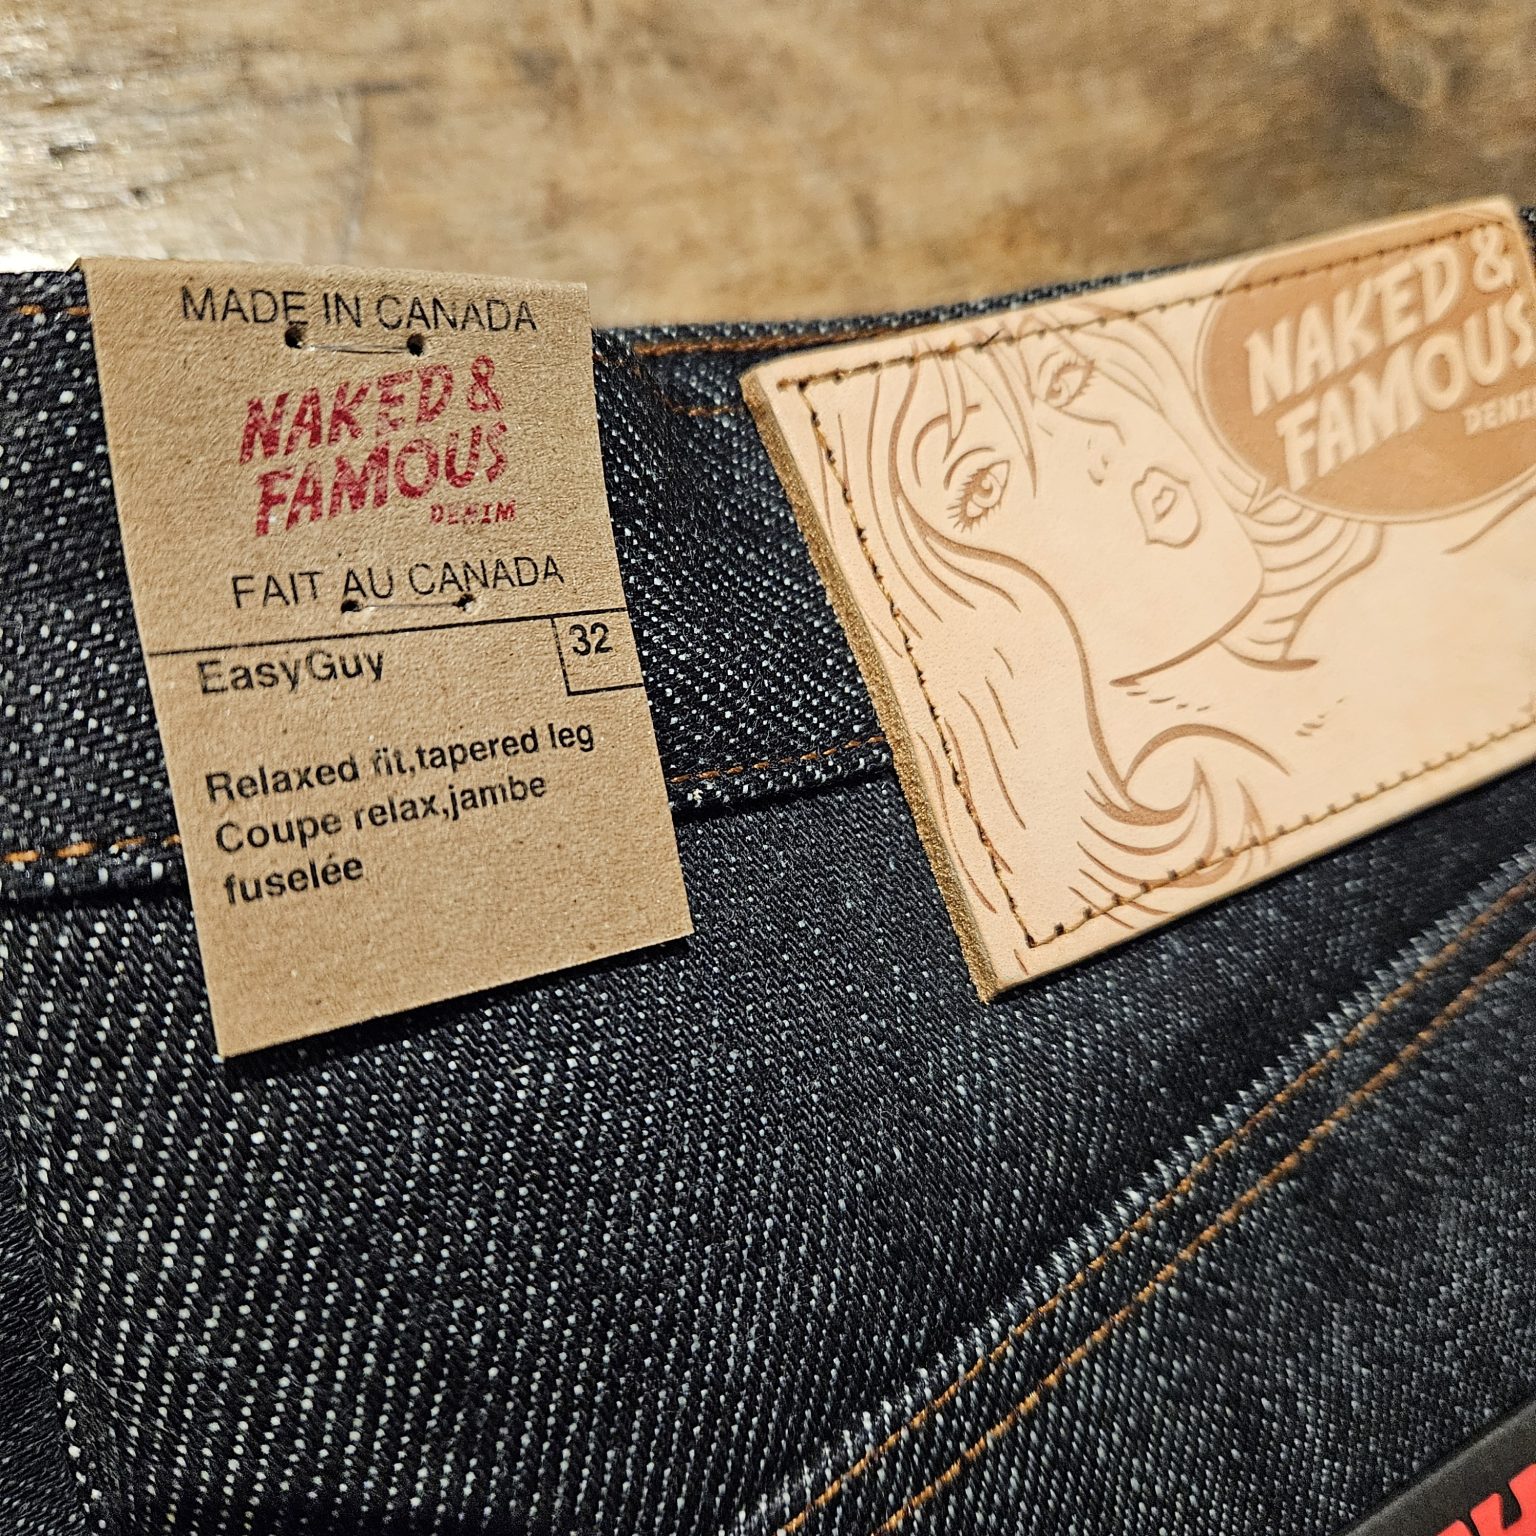 MADE IN CANADA
NAKED &
FAMOUS
DENIM
FAIT AU CANADA
EasyGuy
32
Relaxed fit,tapered leg
Coupe relax,jambe
fuselée
NAKED &
FAMOUS
DENIM